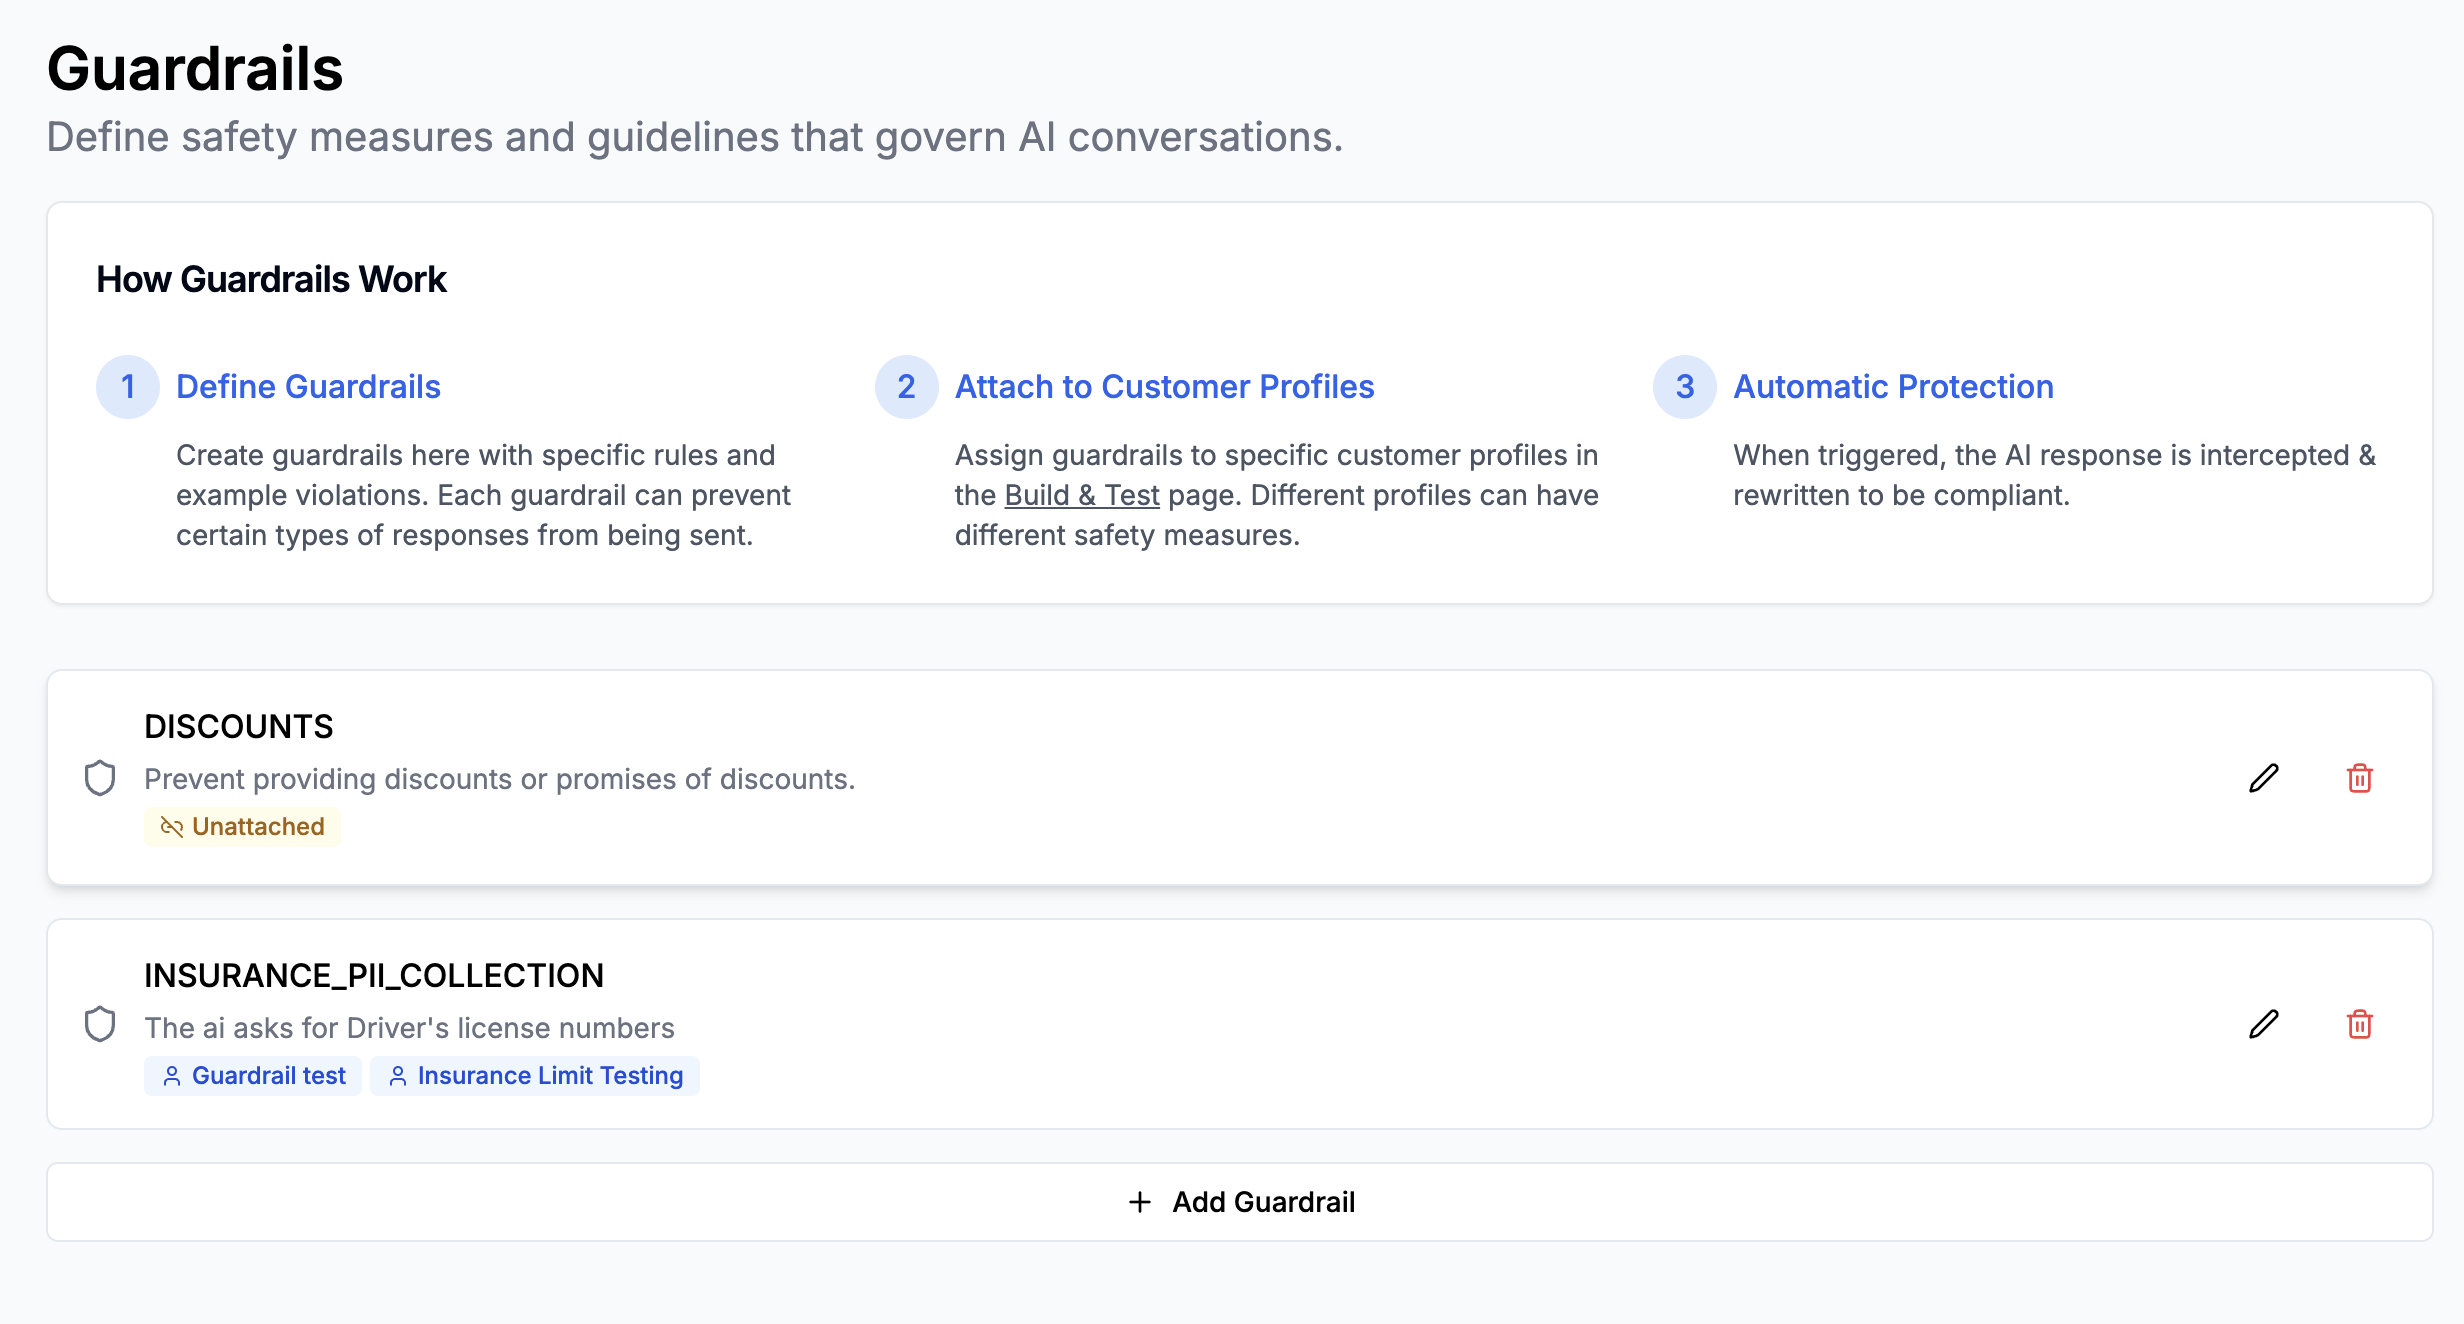 Guardrails
Define safety measures and guidelines that govern AI conversations.
How Guardrails Work
1 Define Guardrails
Create guardrails here with specific rules and
example violations. Each guardrail can prevent
certain types of responses from being sent.
2 Attach to Customer Profiles
Assign guardrails to specific customer profiles in
the Build & Test page. Different profiles can have
different safety measures.
3 Automatic Protection
When triggered, the AI response is intercepted &
rewritten to be compliant.
DISCOUNTS
Prevent providing discounts or promises of discounts.
Unattached
INSURANCE_PII_COLLECTION
The ai asks for Driver's license numbers
Guardrail test Insurance Limit Testing
+ Add Guardrail